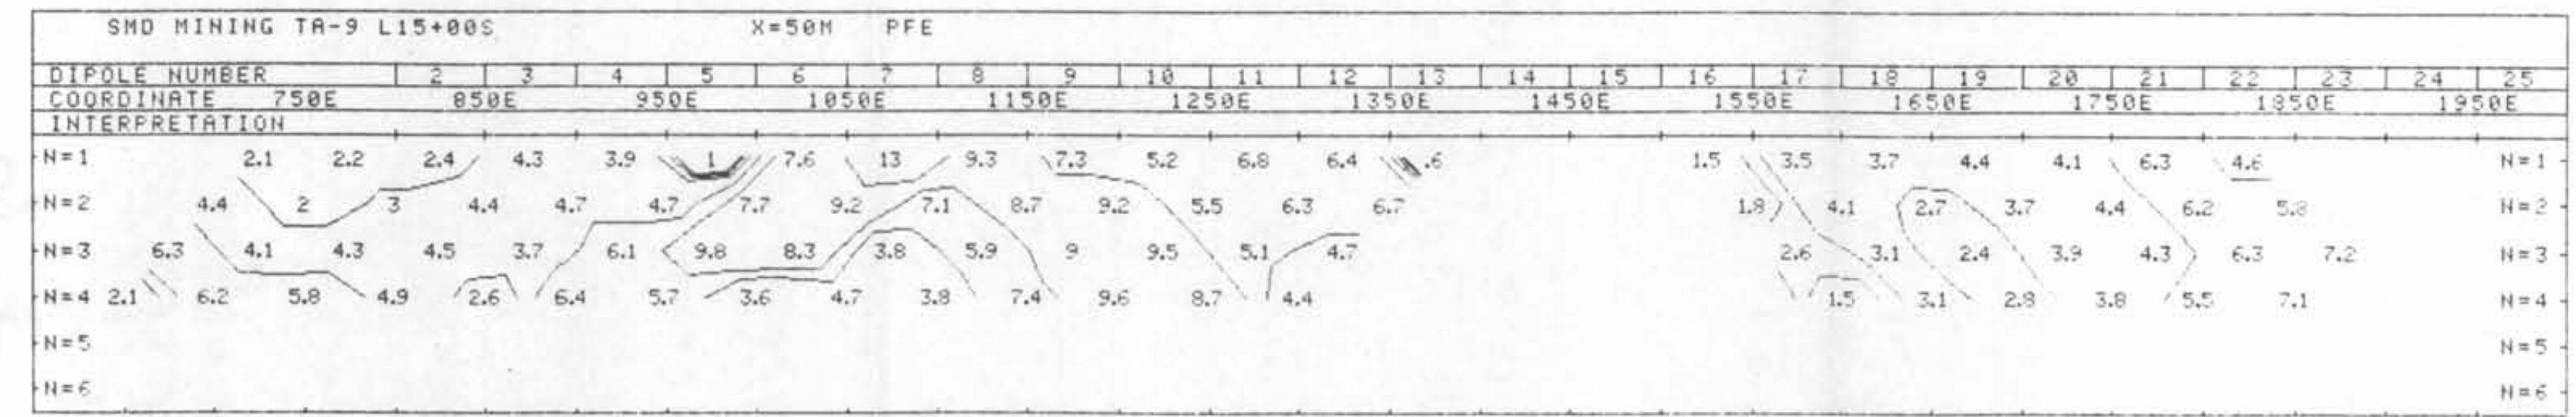 SMD MINING TA-9 L15+00S X=50M PFE
DIPOLE NUMBER 2 3 4 5 6 7 8 9 10 11 12 13 14 15 16 17 18 19 20 21 22 23 24 25
COORDINATE 750E 850E 950E 1050E 1150E 1250E 1350E 1450E 1550E 1650E 1750E 1850E 1950E
INTERPRETATION
N=1 2.1 2.2 2.4 4.3 3.9 1 7.6 13 9.3 7.3 5.2 6.8 6.4 .6 1.5 3.5 3.7 4.4 4.1 6.3 4.6 N=1
N=2 4.4 2 3 4.4 4.7 4.7 7.7 9.2 7.1 8.7 9.2 5.5 6.3 6.7 1.8 4.1 2.7 3.7 4.4 6.2 5.8 N=2
N=3 6.3 4.1 4.3 4.5 3.7 6.1 9.8 8.3 3.8 5.9 9 9.5 5.1 4.7 2.6 3.1 2.4 3.9 4.3 6.3 7.2 N=3
N=4 2.1 6.2 5.8 4.9 2.6 6.4 5.7 3.6 4.7 3.8 7.4 9.6 8.7 4.4 1.5 3.1 2.8 3.8 5.5 7.1 N=4
N=5 N=5
N=6 N=6